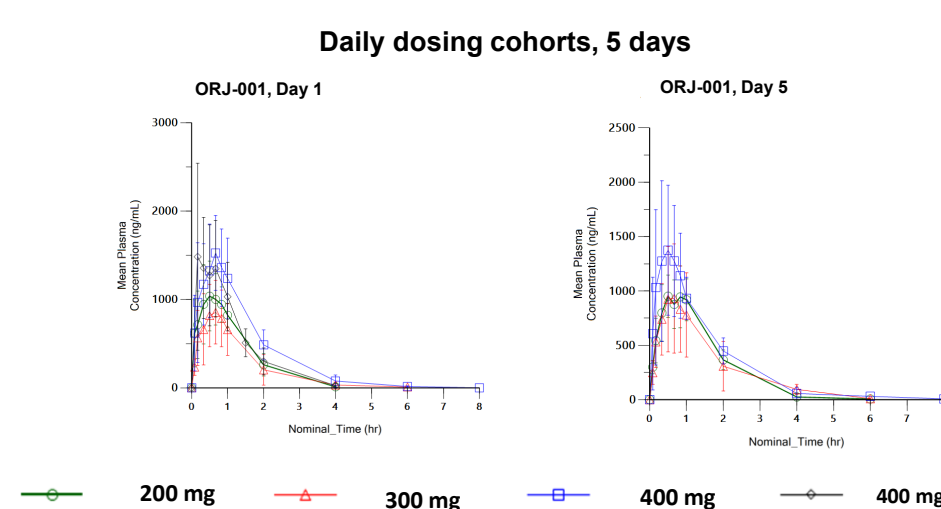 Daily dosing cohorts, 5 days
ORJ-001, Day 1
ORJ-001, Day 5
Mean Plasma
Concentration (ng/mL)
3000
2000
1000
0
0 1 2 3 4 5 6 7 8
Nominal_Time (hr)
Mean Plasma
Concentration (ng/mL)
2500
2000
1500
1000
500
0
0 1 2 3 4 5 6 7
Nominal_Time (hr)
200 mg 300 mg 400 mg 400 mg